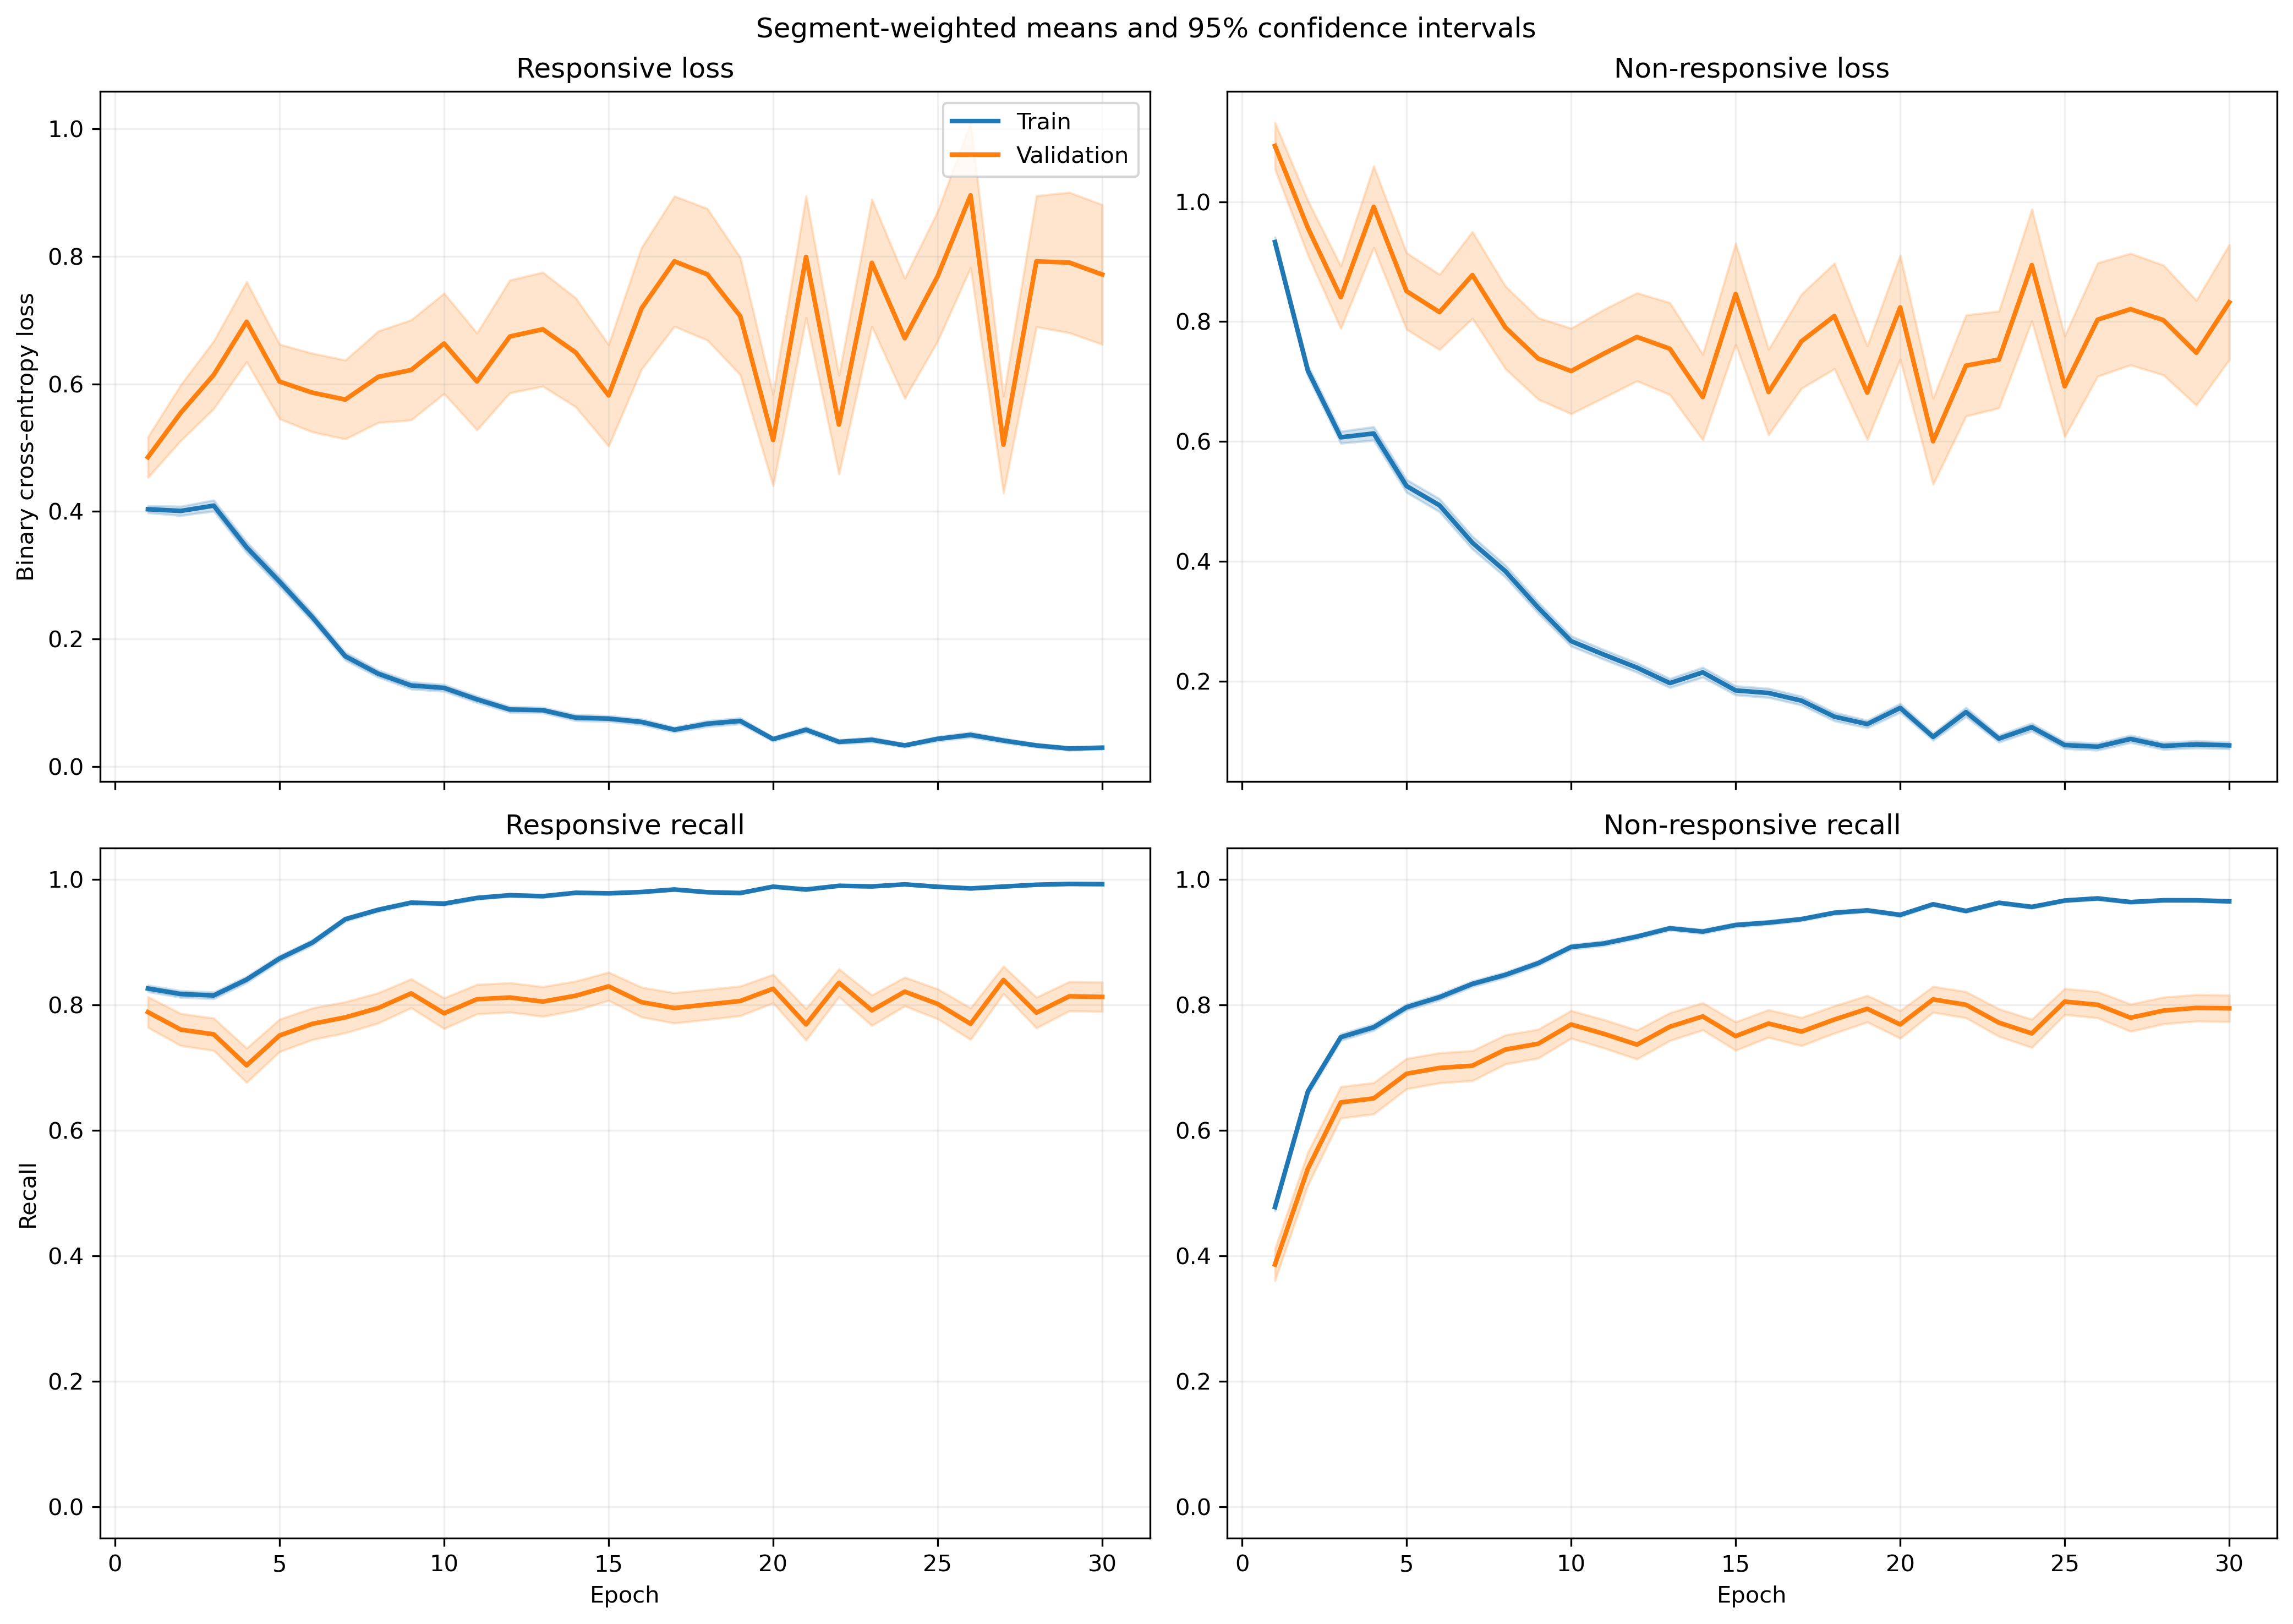 Segment-weighted means and 95% confidence intervals
Responsive loss
Train
Validation
Binary cross-entropy loss
1.0
0.8
0.6
0.4
0.2
0.0
Non-responsive loss
1.0
0.8
0.6
0.4
0.2
Responsive recall
Recall
1.0
0.8
0.6
0.4
0.2
0.0
0 5 10 15 20 25 30
Epoch
Non-responsive recall
1.0
0.8
0.6
0.4
0.2
0.0
0 5 10 15 20 25 30
Epoch